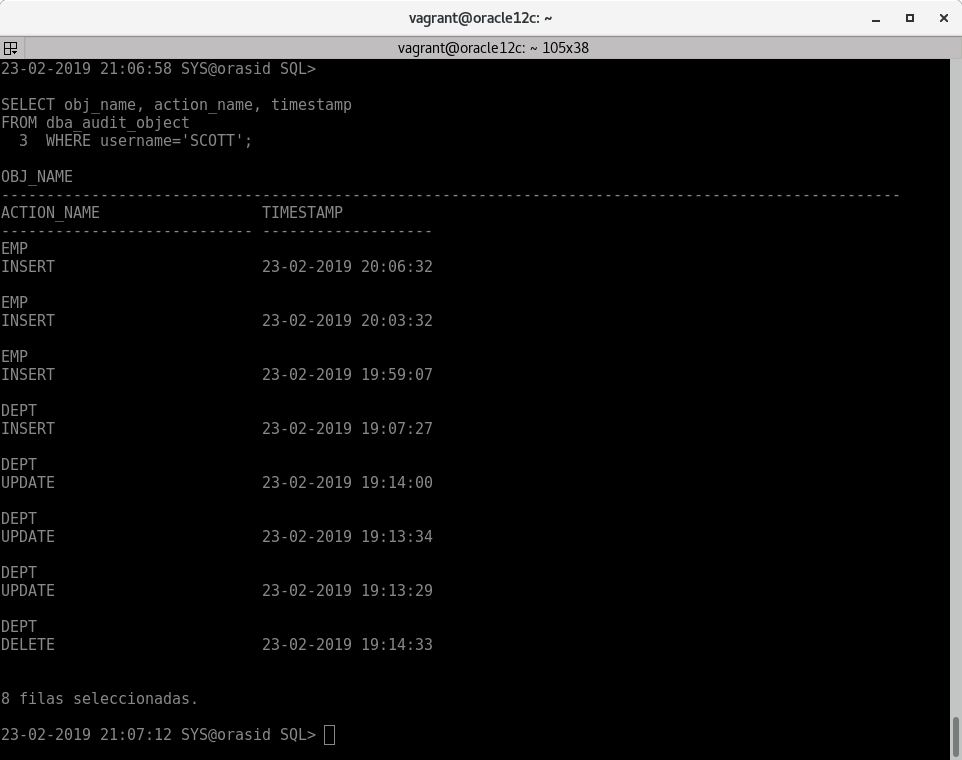 vagrant@oracle12c: ~
vagrant@oracle12c: ~ 105x38
23-02-2019 21:06:58 SYS@orasid SQL>
SELECT obj_name, action_name, timestamp
FROM dba_audit_object
  3  WHERE username='SCOTT';
OBJ_NAME
----------------------------------------------------------------------------------------------------
ACTION_NAME                  TIMESTAMP
---------------------------- -------------------
EMP
INSERT                       23-02-2019 20:06:32
EMP
INSERT                       23-02-2019 20:03:32
EMP
INSERT                       23-02-2019 19:59:07
DEPT
INSERT                       23-02-2019 19:07:27
DEPT
UPDATE                       23-02-2019 19:14:00
DEPT
UPDATE                       23-02-2019 19:13:34
DEPT
UPDATE                       23-02-2019 19:13:29
DEPT
DELETE                       23-02-2019 19:14:33
8 filas seleccionadas.
23-02-2019 21:07:12 SYS@orasid SQL>